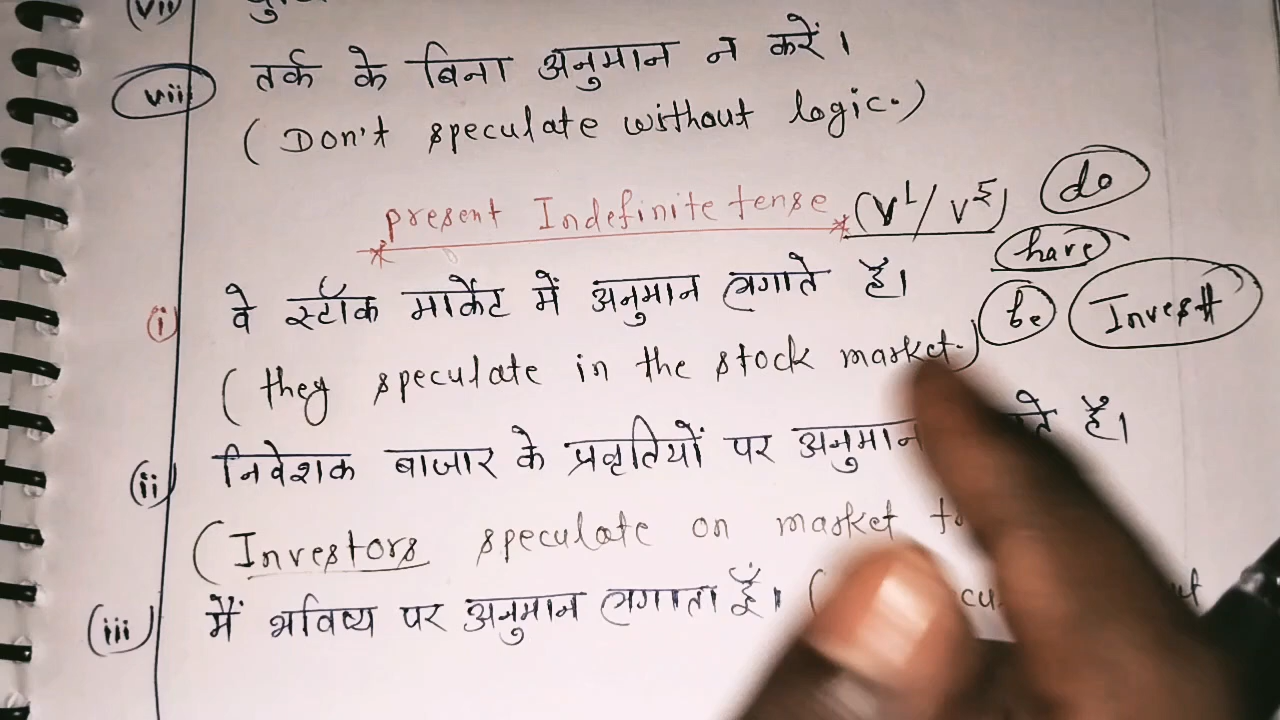 (vii)
viii तर्क के बिना अनुमान न करें।
(Don't speculate without logic.)
present Indefinite tense (V¹/V⁵) do
have
(i) वे स्टॉक मार्केट में अनुमान लगाते हैं। be Invest
(they speculate in the stock market.)
(ii) निवेशक बाजार के प्रवृतियों पर अनुमान हैं।
(Investors speculate on market
(iii) मैं भविष्य पर अनुमान लगाता हूँ। (